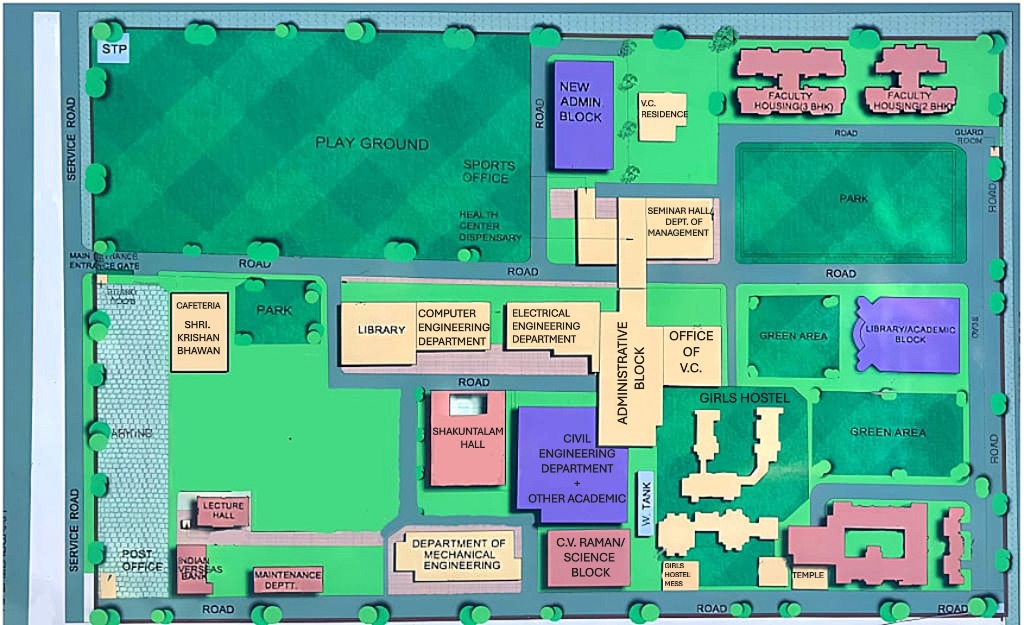 STP
SERVICE ROAD
PLAY GROUND
SPORTS
OFFICE
HEALTH
CENTER
DISPENSARY
ROAD
NEW
ADMIN.
BLOCK
V.C.
RESIDENCE
FACULTY
HOUSING(3 BHK)
FACULTY
HOUSING(2 BHK)
ROAD
GUARD
ROOM
PARK
ROAD
SEMINAR HALL/
DEPT. OF
MANAGEMENT
MAIN ENTRANCE
ENTRANCE GATE
ROAD
ROAD
ROAD
CAFETERIA
SHRI.
KRISHAN
BHAWAN
PARK
LIBRARY
COMPUTER
ENGINEERING
DEPARTMENT
ELECTRICAL
ENGINEERING
DEPARTMENT
ADMINISTRATIVE
BLOCK
OFFICE
OF
V.C.
GREEN AREA
LIBRARY/ACADEMIC
BLOCK
ROAD
ROAD
SHAKUNTALAM
HALL
CIVIL
ENGINEERING
DEPARTMENT
+
OTHER ACADEMIC
GIRLS HOSTEL
GREEN AREA
ROAD
W. TANK
SERVICE ROAD
LECTURE
HALL
POST
OFFICE
INDIAN
OVERSEAS
BANK
MAINTENANCE
DEPTT.
DEPARTMENT OF
MECHANICAL
ENGINEERING
C.V. RAMAN/
SCIENCE
BLOCK
GIRLS
HOSTEL
MESS
TEMPLE
ROAD
ROAD
ROAD